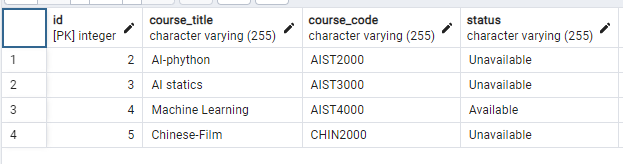 id course_title course_code status
[PK] integer character varying (255) character varying (255) character varying (255)
1 2 AI-phython AIST2000 Unavailable
2 3 AI statics AIST3000 Unavailable
3 4 Machine Learning AIST4000 Available
4 5 Chinese-Film CHIN2000 Unavailable